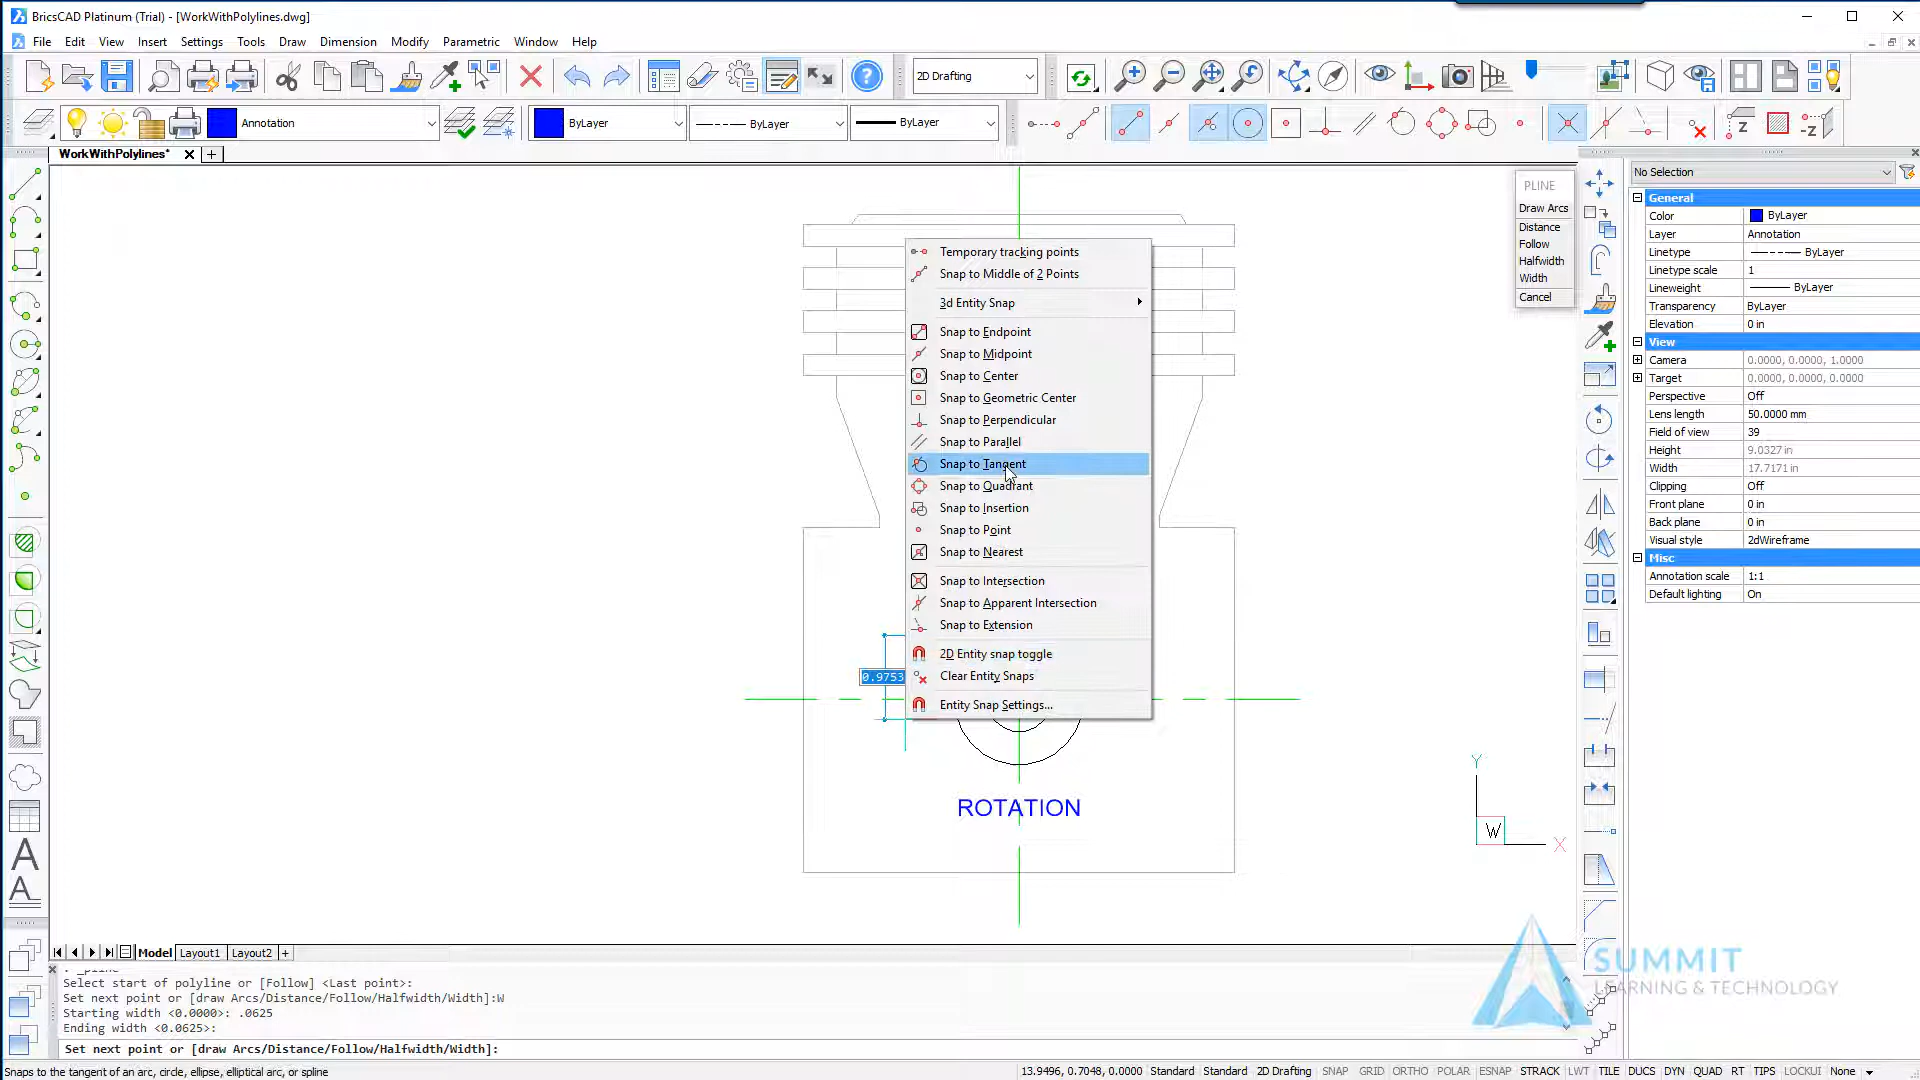 BricsCAD Platinum (Trial) - [WorkWithPolylines.dwg]
File Edit View Insert Settings Tools Draw Dimension Modify Parametric Window Help
2D Drafting
Annotation ByLayer ByLayer ByLayer
WorkWithPolylines*
No Selection
PLINE
Draw Arcs
Distance
Follow
Halfwidth
Width
Cancel
General
Color ByLayer
Layer Annotation
Linetype ByLayer
Linetype scale 1
Lineweight ByLayer
Transparency ByLayer
Elevation 0 in
View
Camera 0.0000, 0.0000, 1.0000
Target 0.0000, 0.0000, 0.0000
Perspective Off
Lens length 50.0000 mm
Field of view 39
Height 9.0327 in
Width 17.7171 in
Clipping Off
Front plane 0 in
Back plane 0 in
Visual style 2dWireframe
Misc
Annotation scale 1:1
Default lighting On
Temporary tracking points
Snap to Middle of 2 Points
3d Entity Snap
Snap to Endpoint
Snap to Midpoint
Snap to Center
Snap to Geometric Center
Snap to Perpendicular
Snap to Parallel
Snap to Tangent
Snap to Quadrant
Snap to Insertion
Snap to Point
Snap to Nearest
Snap to Intersection
Snap to Apparent Intersection
Snap to Extension
2D Entity snap toggle
Clear Entity Snaps
Entity Snap Settings...
0.9753
ROTATION
Y
W
X
Model Layout1 Layout2 +
Select start of polyline or [Follow] <Last point>:
Set next point or [draw Arcs/Distance/Follow/Halfwidth/Width]:W
Starting width <0.0000>: .0625
Ending width <0.0625>:
Set next point or [draw Arcs/Distance/Follow/Halfwidth/Width]:
SUMMIT
LEARNING & TECHNOLOGY
Snaps to the tangent of an arc, circle, ellipse, elliptical arc, or spline
13.9496, 0.7048, 0.0000 Standard Standard 2D Drafting SNAP GRID ORTHO POLAR ESNAP STRACK LWT TILE DUCS DYN QUAD RT TIPS LOCKUI None